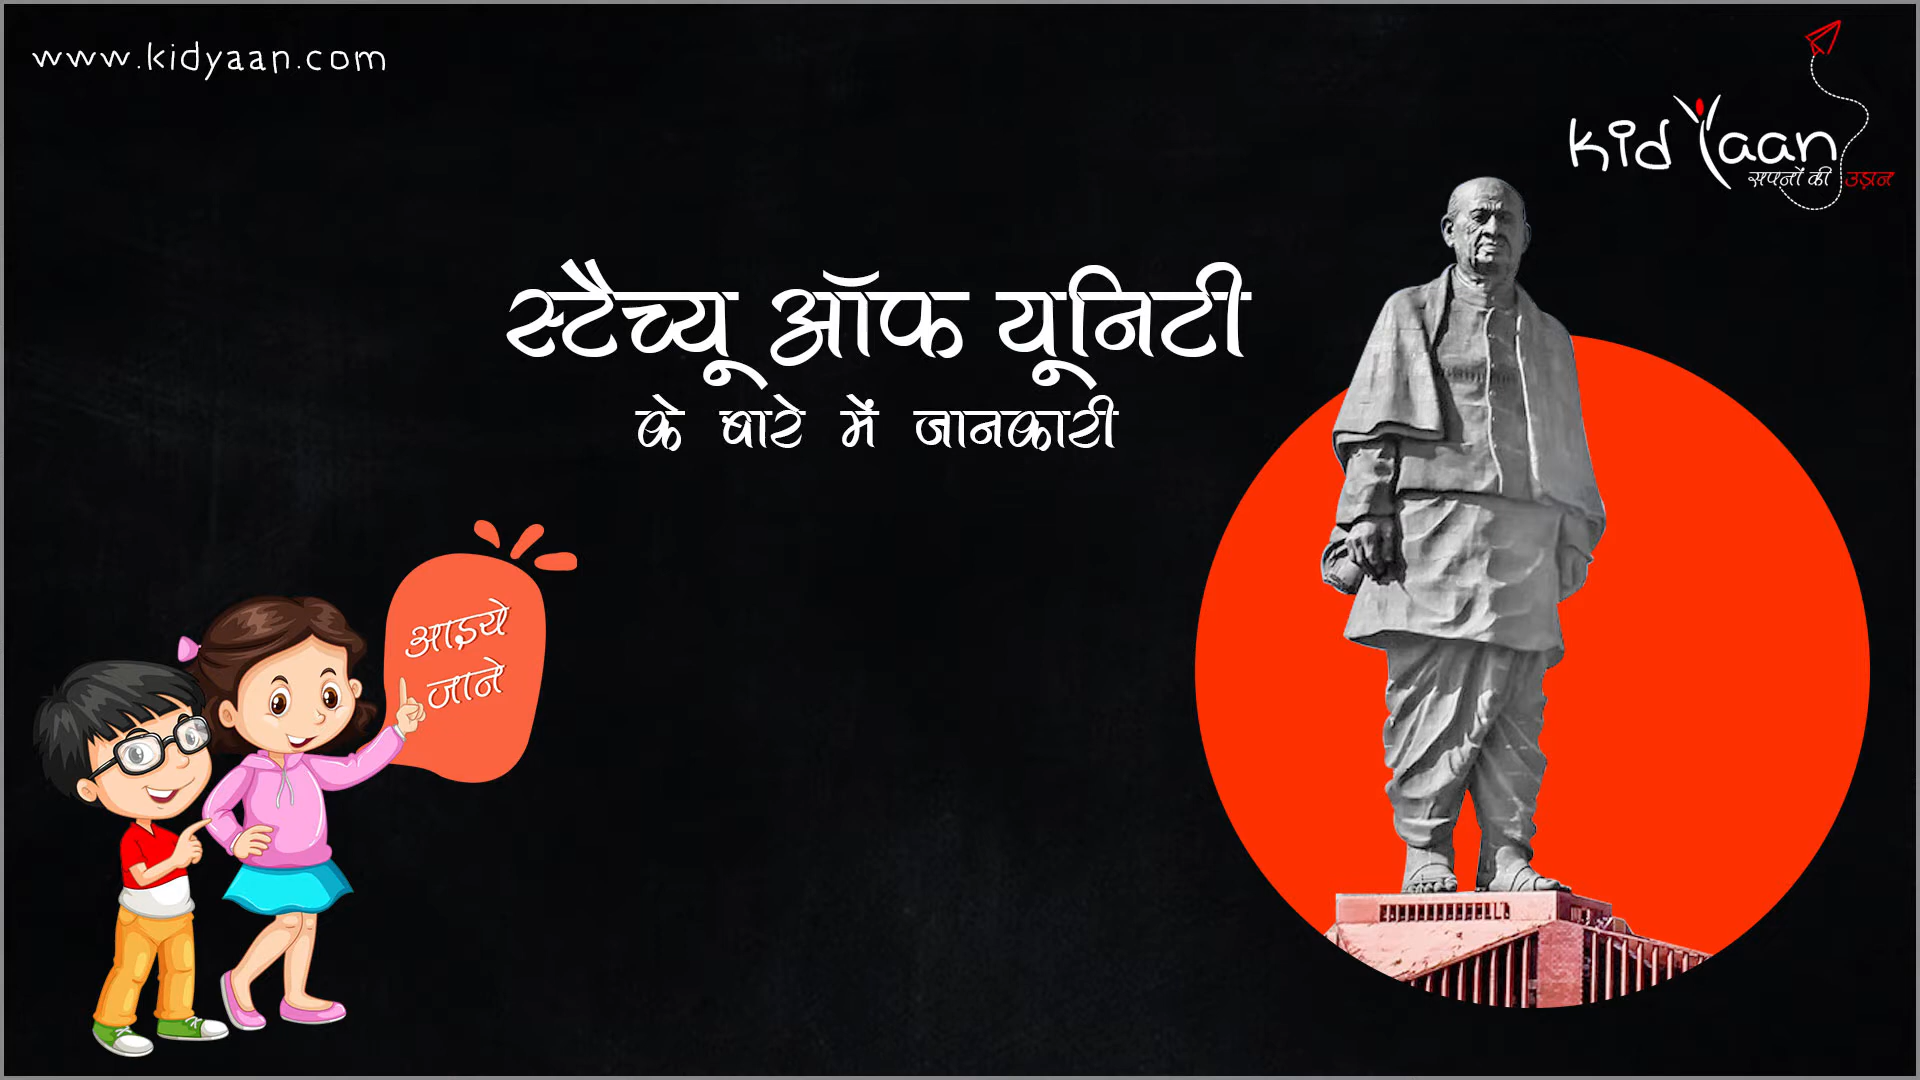 www.kidyaan.com
kid Yaan
सपनों की उड़ान
स्टैच्यू ऑफ यूनिटी
के बारे में जानकारी
आइये
जाने